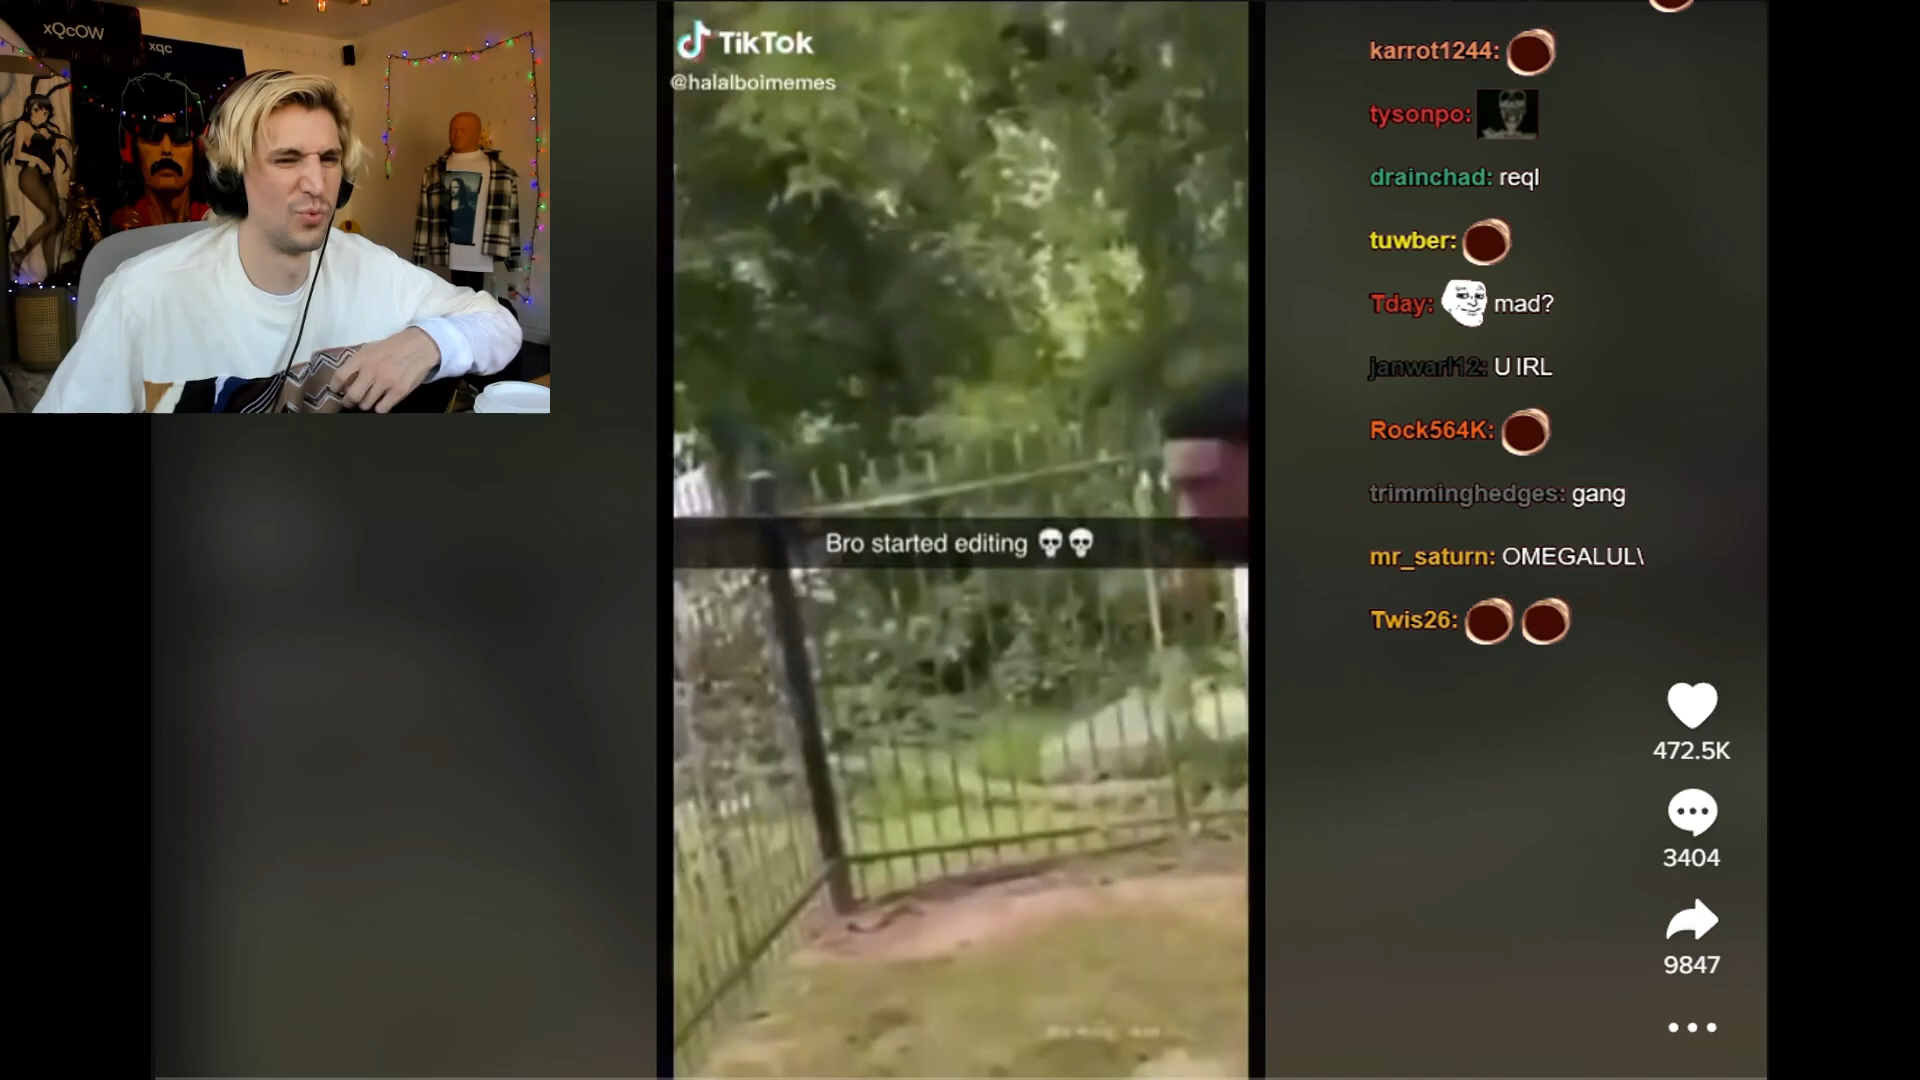 xQcOW
xqc
TikTok
@halalboimemes
Bro started editing 💀💀
karrot1244:
tysonpo:
drainchad: reql
tuwber:
Tday: mad?
janwarl12: U IRL
Rock564K:
trimminghedges: gang
mr_saturn: OMEGALUL\
Twis26:
472.5K
3404
9847